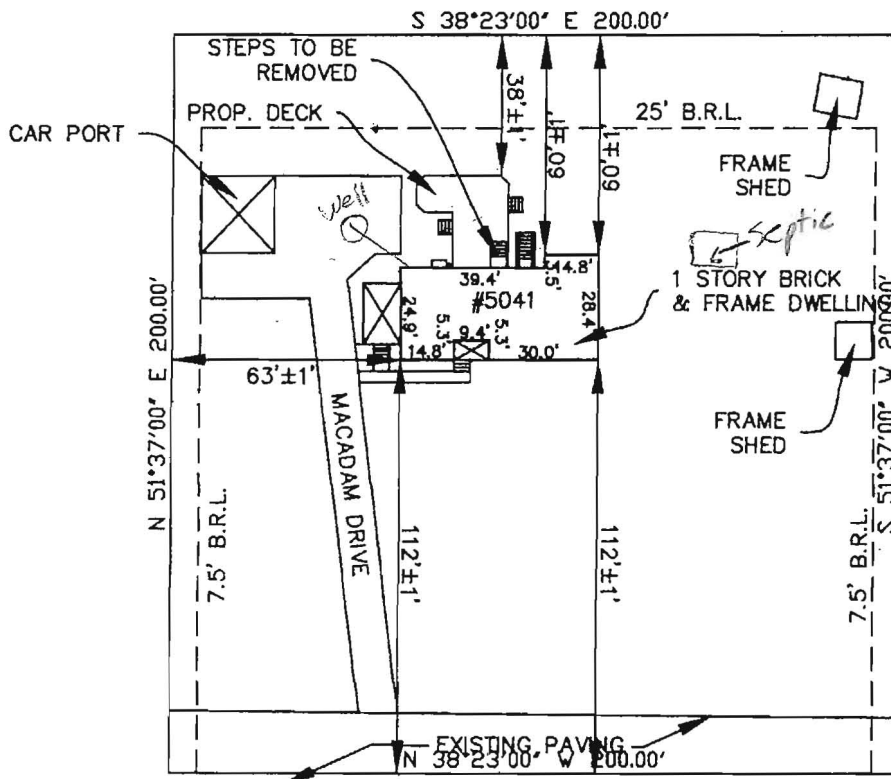 S 38°23'00" E 200.00'
STEPS TO BE
REMOVED
PROP. DECK
CAR PORT
38'±1'
60'±1'
60'±1'
25' B.R.L.
FRAME
SHED
Well
Septic
1 STORY BRICK
& FRAME DWELLING
39.4'
14.8'
3.5'
#5041
24.9'
28.4'
5.3'
9.4'
5.3'
14.8'
30.0'
63'±1'
FRAME
SHED
N 51°37'00" E 200.00'
S 51°37'00" W 200.00'
MACADAM DRIVE
7.5' B.R.L.
112'±1'
112'±1'
7.5' B.R.L.
EXISTING PAVING
N 38°23'00" W 200.00'